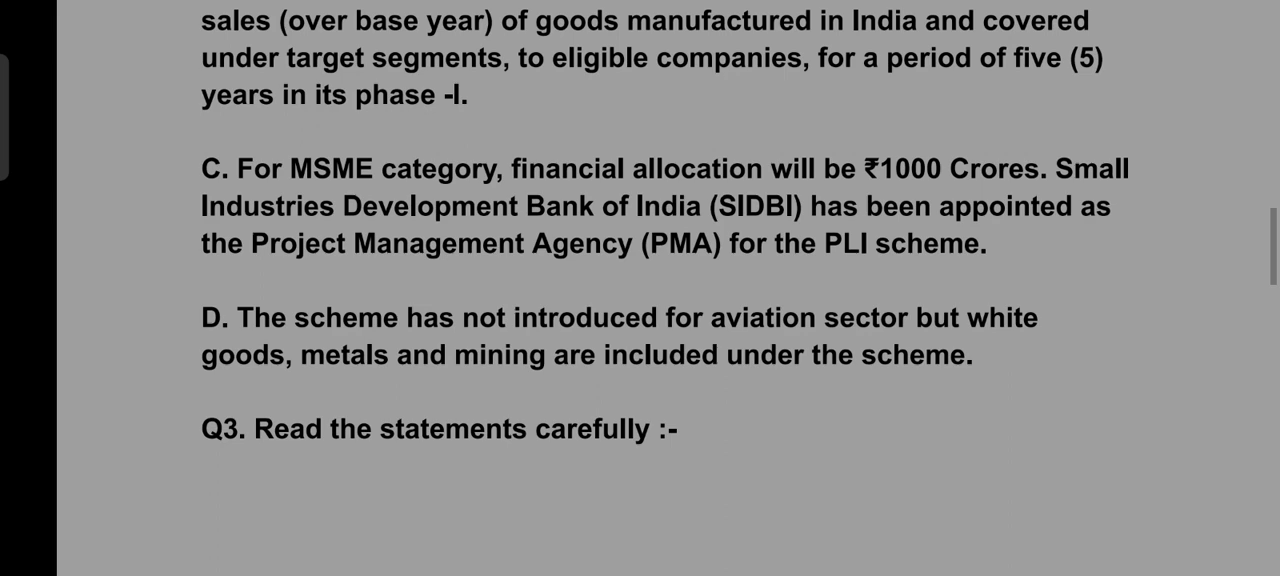 sales (over base year) of goods manufactured in India and covered
under target segments, to eligible companies, for a period of five (5)
years in its phase -I.
C. For MSME category, financial allocation will be ₹1000 Crores. Small
Industries Development Bank of India (SIDBI) has been appointed as
the Project Management Agency (PMA) for the PLI scheme.
D. The scheme has not introduced for aviation sector but white
goods, metals and mining are included under the scheme.
Q3. Read the statements carefully :-